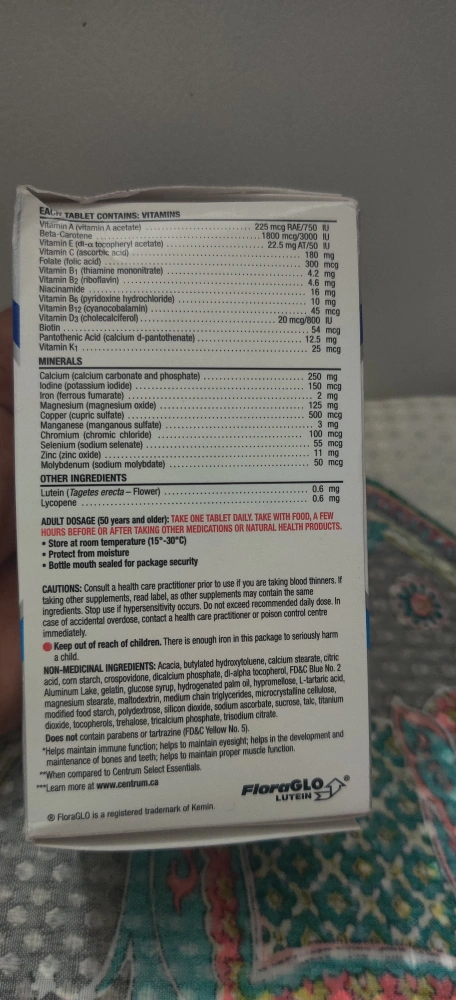 EACH TABLET CONTAINS: VITAMINS
Vitamin A (vitamin A acetate) ........ 225 mcg RAE/750 IU
Beta-Carotene ........ 1800 mcg/3000 IU
Vitamin E (dl-α tocopheryl acetate) ........ 22.5 mg AT/50 IU
Vitamin C (ascorbic acid) ........ 180 mg
Folate (folic acid) ........ 300 mcg
Vitamin B1 (thiamine mononitrate) ........ 4.2 mg
Vitamin B2 (riboflavin) ........ 4.6 mg
Niacinamide ........ 16 mg
Vitamin B6 (pyridoxine hydrochloride) ........ 10 mg
Vitamin B12 (cyanocobalamin) ........ 45 mcg
Vitamin D3 (cholecalciferol) ........ 20 mcg/800 IU
Biotin ........ 54 mcg
Pantothenic Acid (calcium d-pantothenate) ........ 12.5 mg
Vitamin K1 ........ 25 mcg
MINERALS
Calcium (calcium carbonate and phosphate) ........ 250 mg
Iodine (potassium iodide) ........ 150 mcg
Iron (ferrous fumarate) ........ 2 mg
Magnesium (magnesium oxide) ........ 125 mg
Copper (cupric sulfate) ........ 500 mcg
Manganese (manganous sulfate) ........ 3 mg
Chromium (chromic chloride) ........ 100 mcg
Selenium (sodium selenate) ........ 55 mcg
Zinc (zinc oxide) ........ 11 mg
Molybdenum (sodium molybdate) ........ 50 mcg
OTHER INGREDIENTS
Lutein (Tagetes erecta – Flower) ........ 0.6 mg
Lycopene ........ 0.6 mg
ADULT DOSAGE (50 years and older): TAKE ONE TABLET DAILY. TAKE WITH FOOD, A FEW
HOURS BEFORE OR AFTER TAKING OTHER MEDICATIONS OR NATURAL HEALTH PRODUCTS.
• Store at room temperature (15°-30°C)
• Protect from moisture
• Bottle mouth sealed for package security
CAUTIONS: Consult a health care practitioner prior to use if you are taking blood thinners. If
taking other supplements, read label, as other supplements may contain the same
ingredients. Stop use if hypersensitivity occurs. Do not exceed recommended daily dose. In
case of accidental overdose, contact a health care practitioner or poison control centre
immediately.
Keep out of reach of children. There is enough iron in this package to seriously harm
a child.
NON-MEDICINAL INGREDIENTS: Acacia, butylated hydroxytoluene, calcium stearate, citric
acid, corn starch, crospovidone, dicalcium phosphate, dl-alpha tocopherol, FD&C Blue No. 2
Aluminum Lake, gelatin, glucose syrup, hydrogenated palm oil, hypromellose, L-tartaric acid,
magnesium stearate, maltodextrin, medium chain triglycerides, microcrystalline cellulose,
modified food starch, polydextrose, silicon dioxide, sodium ascorbate, sucrose, talc, titanium
dioxide, tocopherols, trehalose, tricalcium phosphate, trisodium citrate.
Does not contain parabens or tartrazine (FD&C Yellow No. 5).
*Helps maintain immune function; helps to maintain eyesight; helps in the development and
maintenance of bones and teeth; helps to maintain proper muscle function.
**When compared to Centrum Select Essentials.
***Learn more at www.centrum.ca
FloraGLO®
LUTEIN
® FloraGLO is a registered trademark of Kemin.